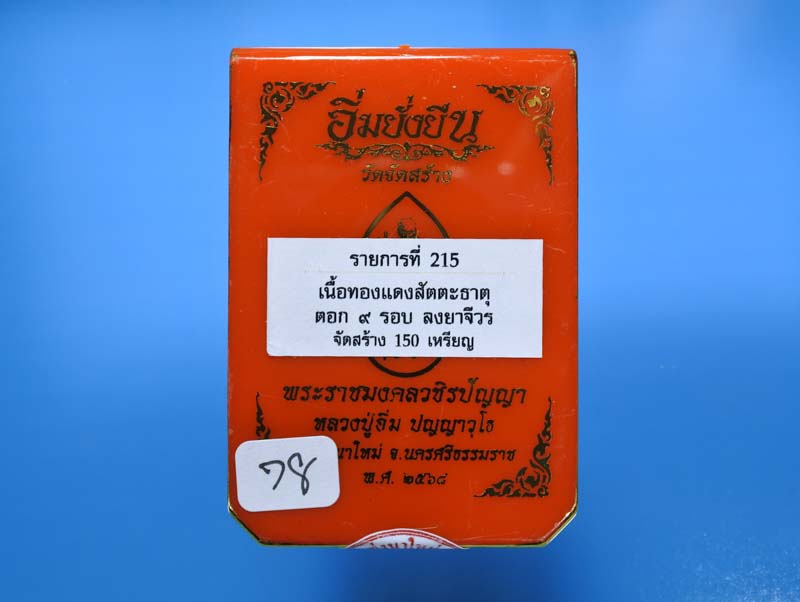 อิ่มยั่งยืน
วัดจัดสร้าง
รายการที่ 215
เนื้อทองแดงสัตตะธาตุ
ตอก ๙ รอบ ลงยาจีวร
จัดสร้าง 150 เหรียญ
พระราชมงคลวชิรปัญญา
หลวงปู่อิ่ม ปญฺญาวุโธ
นาใหม่ จ.นครศรีธรรมราช
78
พ.ศ. ๒๕๖๘